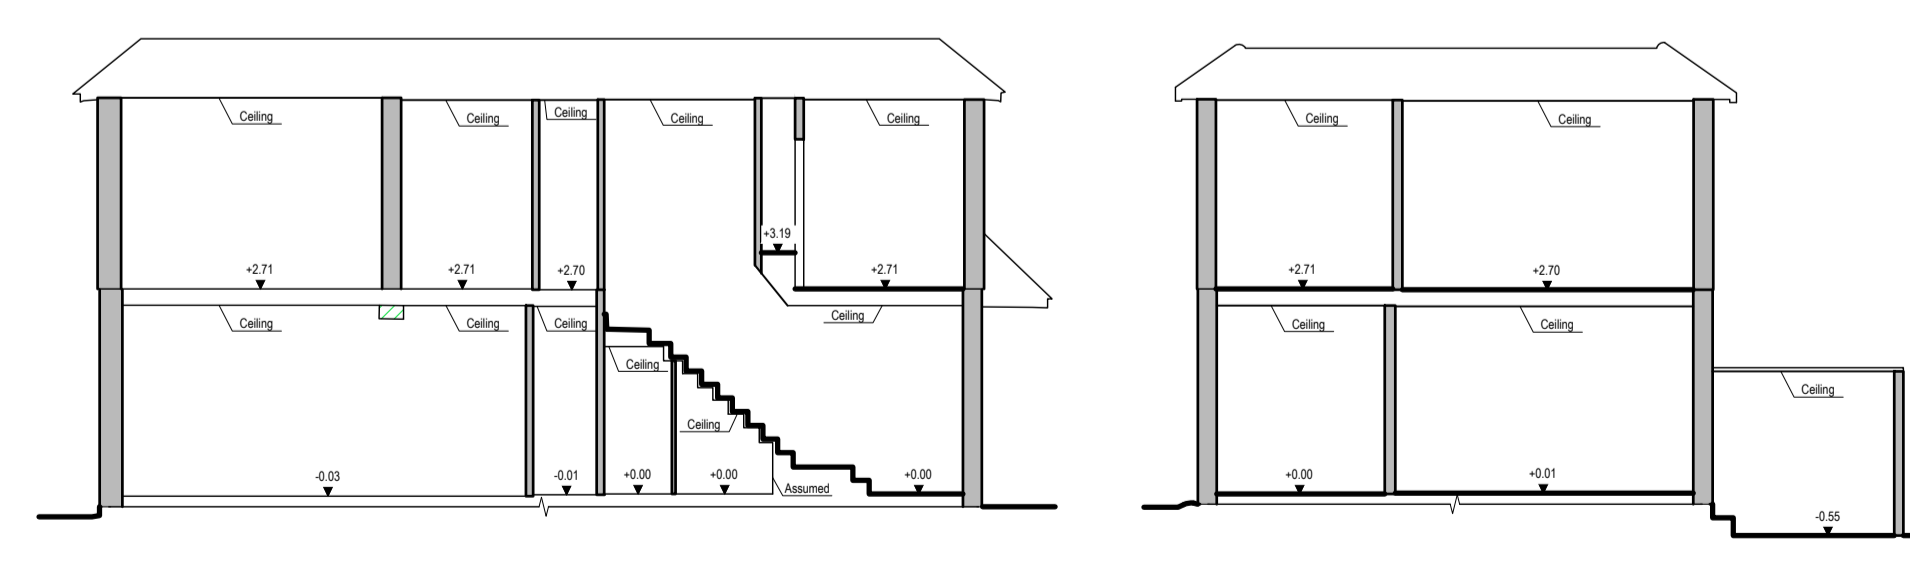 Ceiling
Ceiling
Ceiling
Ceiling
Ceiling
+3.19
+2.71
+2.71
+2.70
+2.71
Ceiling
Ceiling
Ceiling
Ceiling
Ceiling
Ceiling
-0.03
-0.01
+0.00
+0.00
+0.00
Assumed
Ceiling
Ceiling
+2.71
+2.70
Ceiling
Ceiling
Ceiling
+0.00
+0.01
-0.55